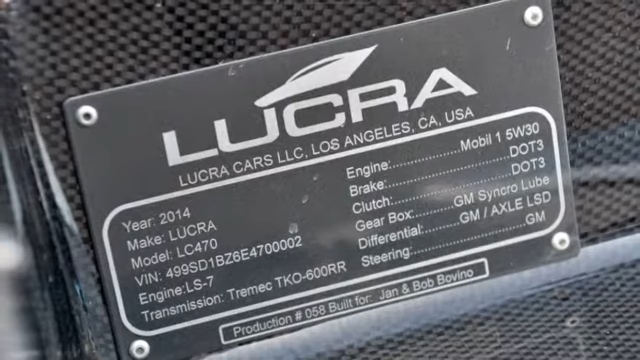 LUCRA
LUCRA CARS LLC, LOS ANGELES, CA, USA
Year: 2014
Make: LUCRA
Model: LC470
VIN: 499SD1BZ6E4700002
Engine:LS-7
Transmission: Tremec TKO-600RR
Engine:....................Mobil 1 5W30
Brake:..............................DOT3
Clutch:.............................DOT3
Gear Box:..........GM Syncro Lube
Differential:..........GM / AXLE LSD
Steering:..............................GM
Production # 058 Built for: Jan & Bob Bovino